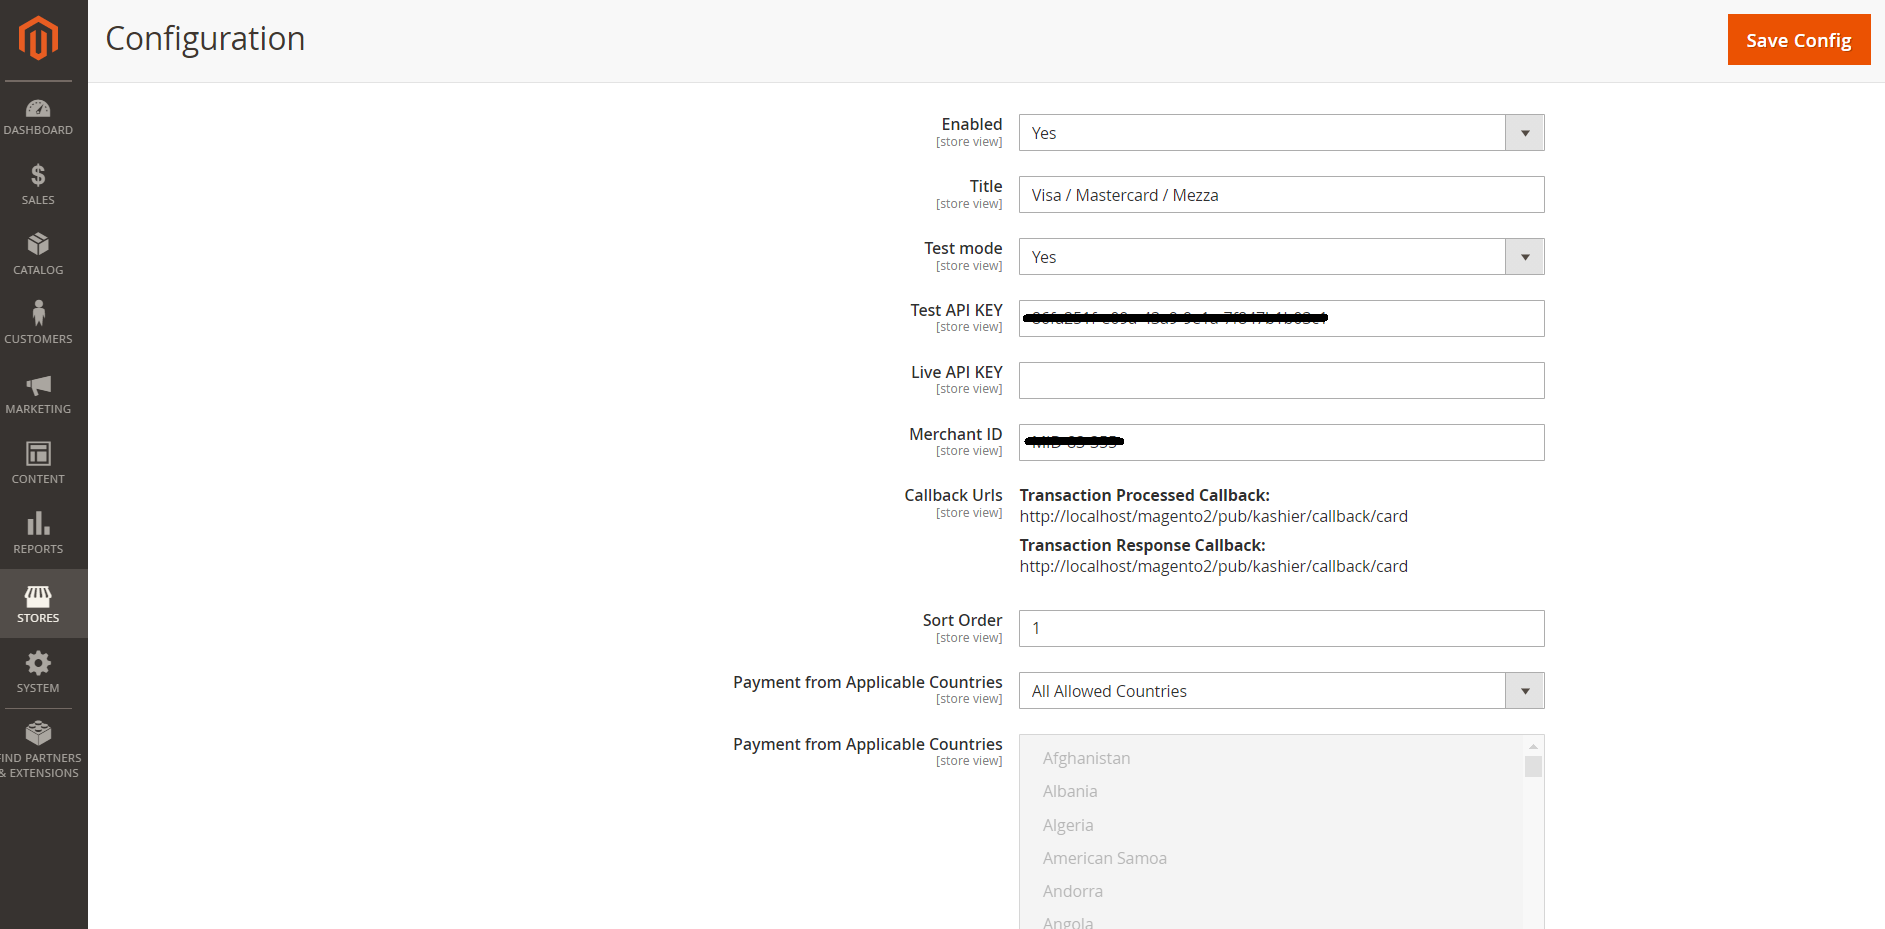 Configuration
Save Config
DASHBOARD
SALES
CATALOG
CUSTOMERS
MARKETING
CONTENT
REPORTS
STORES
SYSTEM
IND PARTNERS
& EXTENSIONS
Enabled
[store view]
Yes
Title
[store view]
Visa / Mastercard / Mezza
Test mode
[store view]
Yes
Test API KEY
[store view]
Live API KEY
[store view]
Merchant ID
[store view]
Callback Urls
[store view]
Transaction Processed Callback:
http://localhost/magento2/pub/kashier/callback/card
Transaction Response Callback:
http://localhost/magento2/pub/kashier/callback/card
Sort Order
[store view]
1
Payment from Applicable Countries
[store view]
All Allowed Countries
Payment from Applicable Countries
[store view]
Afghanistan
Albania
Algeria
American Samoa
Andorra
Angola